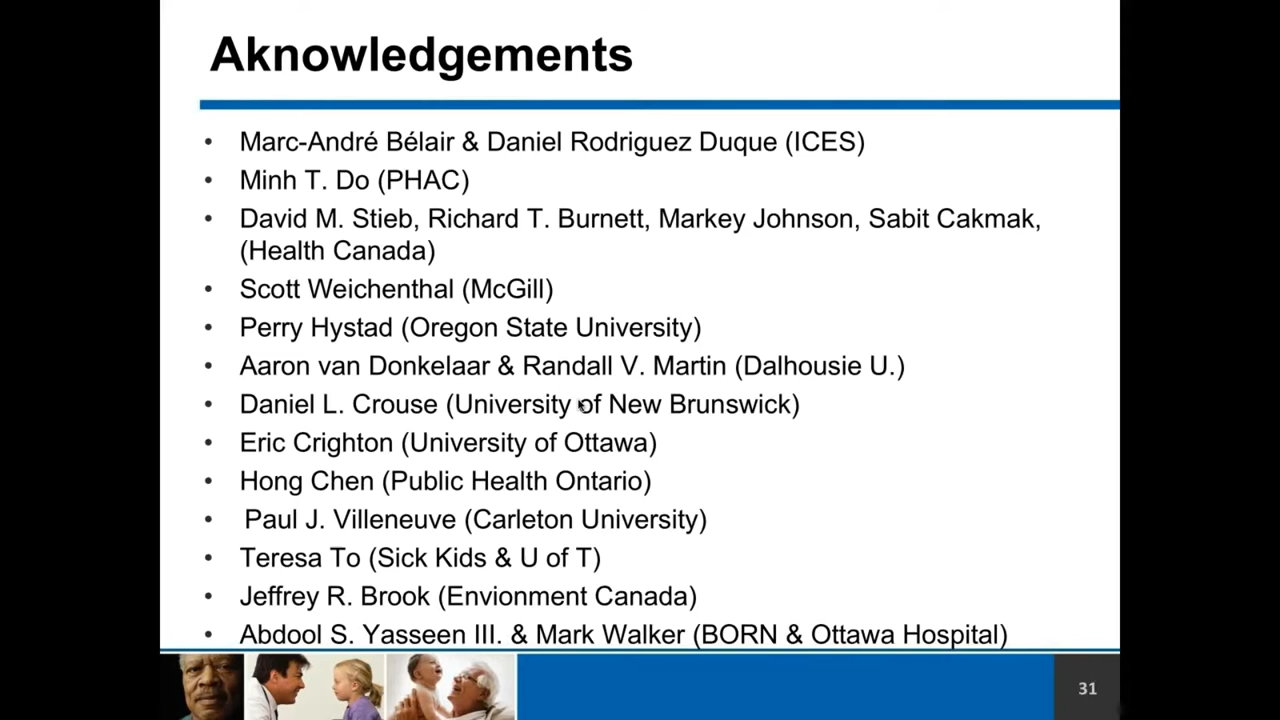 Aknowledgements
• Marc-André Bélair & Daniel Rodriguez Duque (ICES)
• Minh T. Do (PHAC)
• David M. Stieb, Richard T. Burnett, Markey Johnson, Sabit Cakmak,
(Health Canada)
• Scott Weichenthal (McGill)
• Perry Hystad (Oregon State University)
• Aaron van Donkelaar & Randall V. Martin (Dalhousie U.)
• Daniel L. Crouse (University of New Brunswick)
• Eric Crighton (University of Ottawa)
• Hong Chen (Public Health Ontario)
• Paul J. Villeneuve (Carleton University)
• Teresa To (Sick Kids & U of T)
• Jeffrey R. Brook (Envionment Canada)
• Abdool S. Yasseen III. & Mark Walker (BORN & Ottawa Hospital)
31